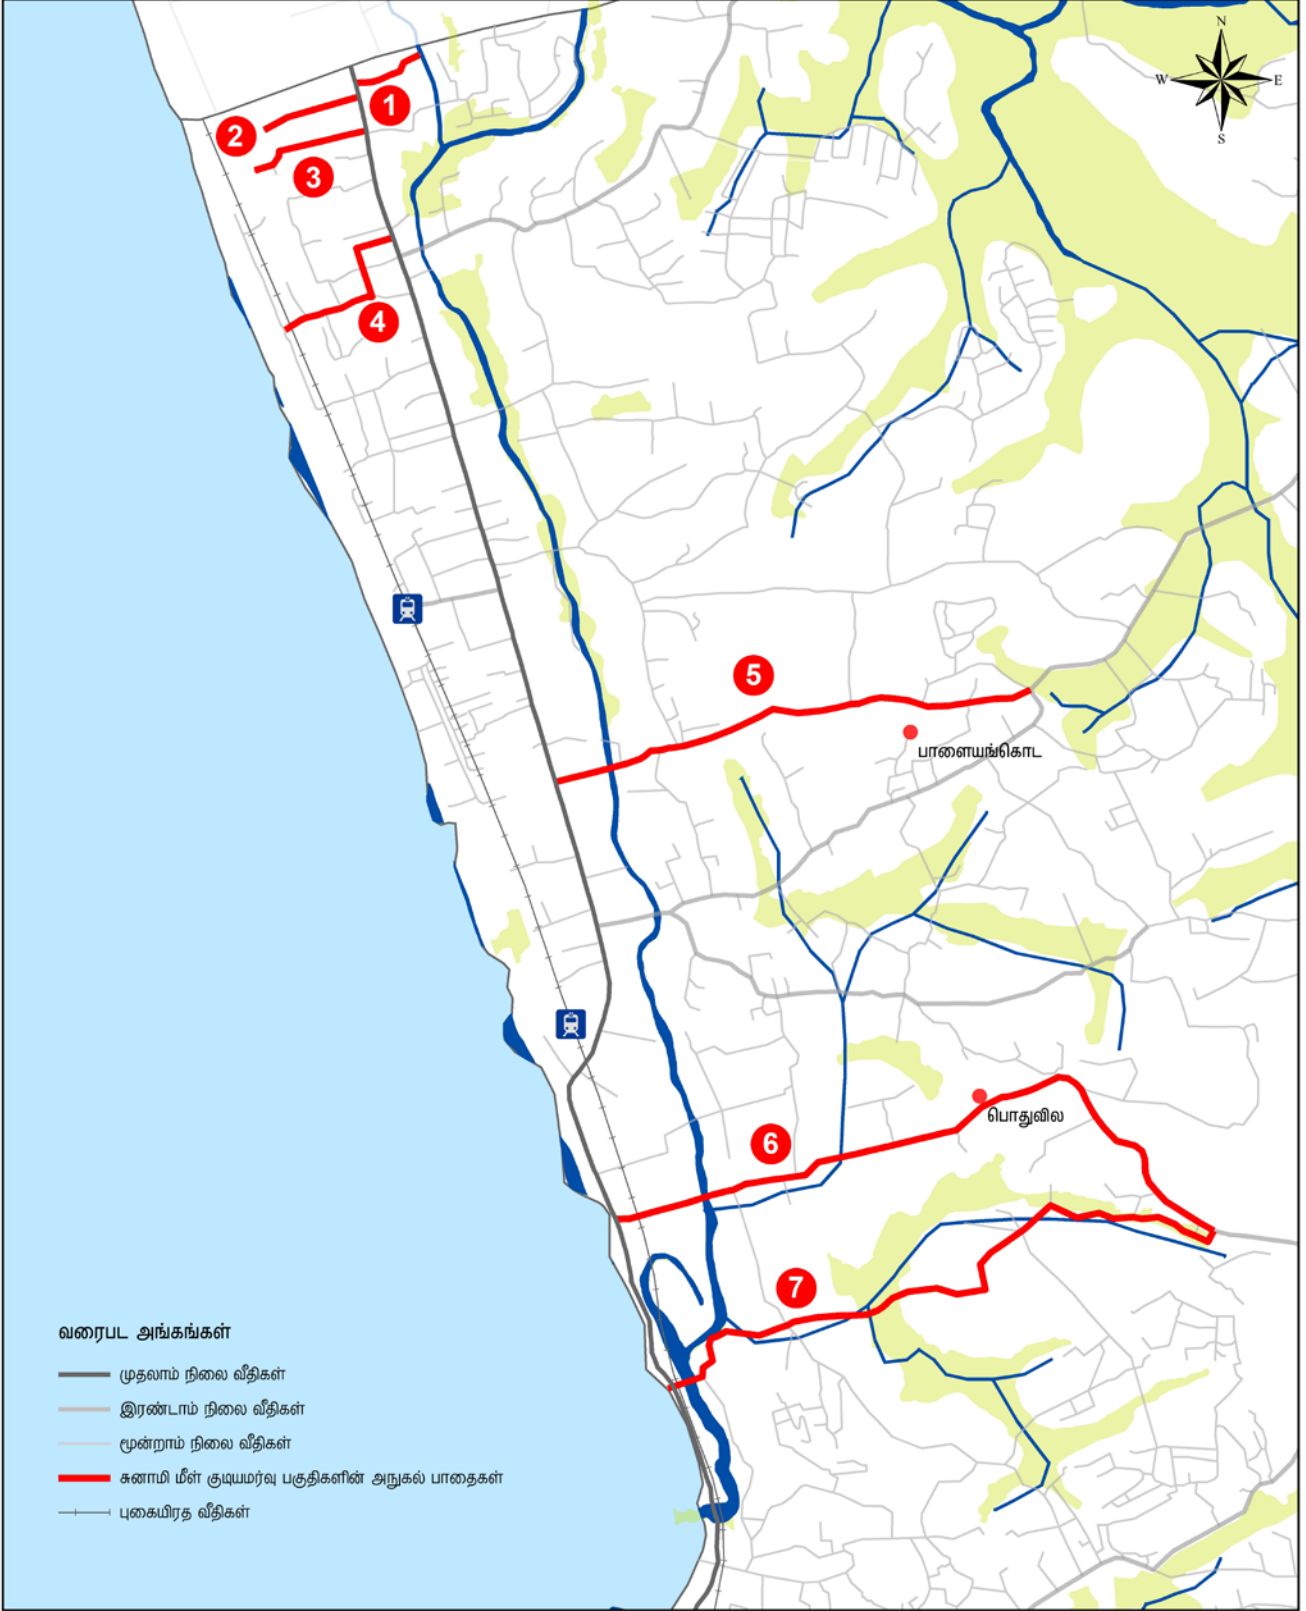 N
W E
S
1
2
3
4
5
பாளையங்கொட
பொதுவில
6
7
வரைபட அங்கங்கள்
முதலாம் நிலை வீதிகள்
இரண்டாம் நிலை வீதிகள்
மூன்றாம் நிலை வீதிகள்
சுனாமி மீள் குடியமர்வு பகுதிகளின் அநுகல் பாதைகள்
புகையிரத வீதிகள்